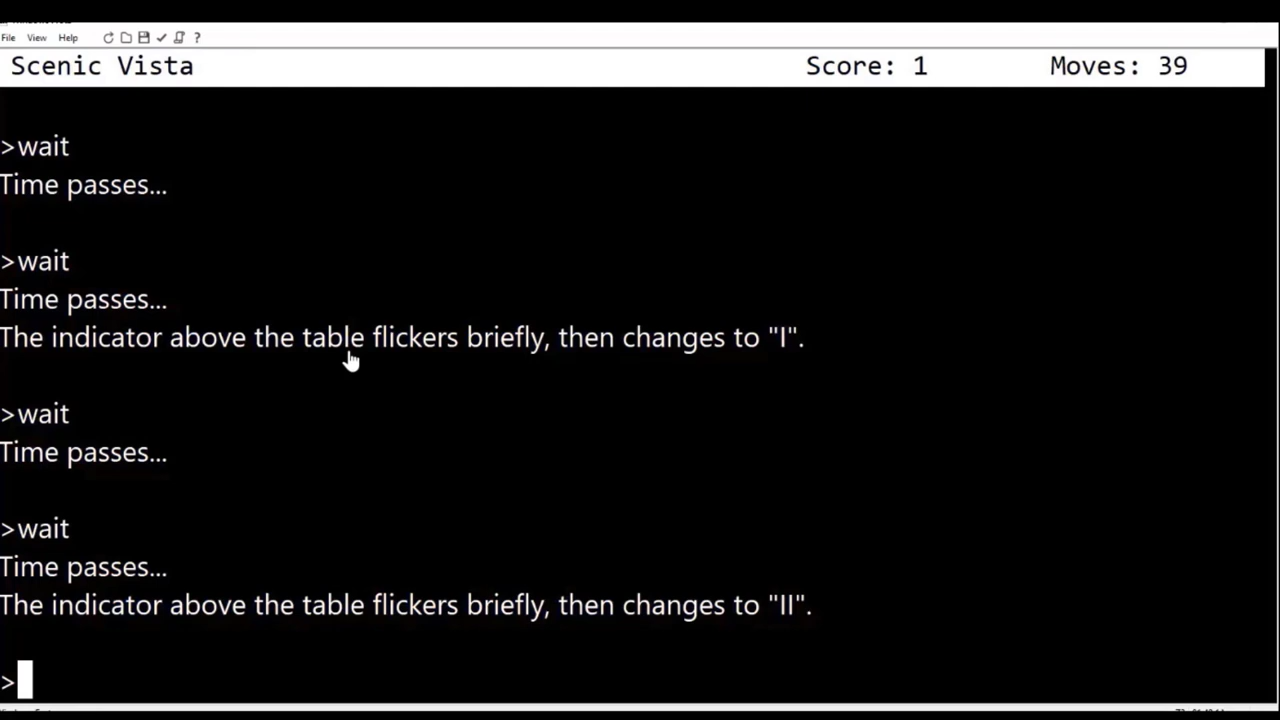 File View Help ?
Scenic Vista Score: 1 Moves: 39
>wait
Time passes...
>wait
Time passes...
The indicator above the table flickers briefly, then changes to "I".
>wait
Time passes...
>wait
Time passes...
The indicator above the table flickers briefly, then changes to "II".
>